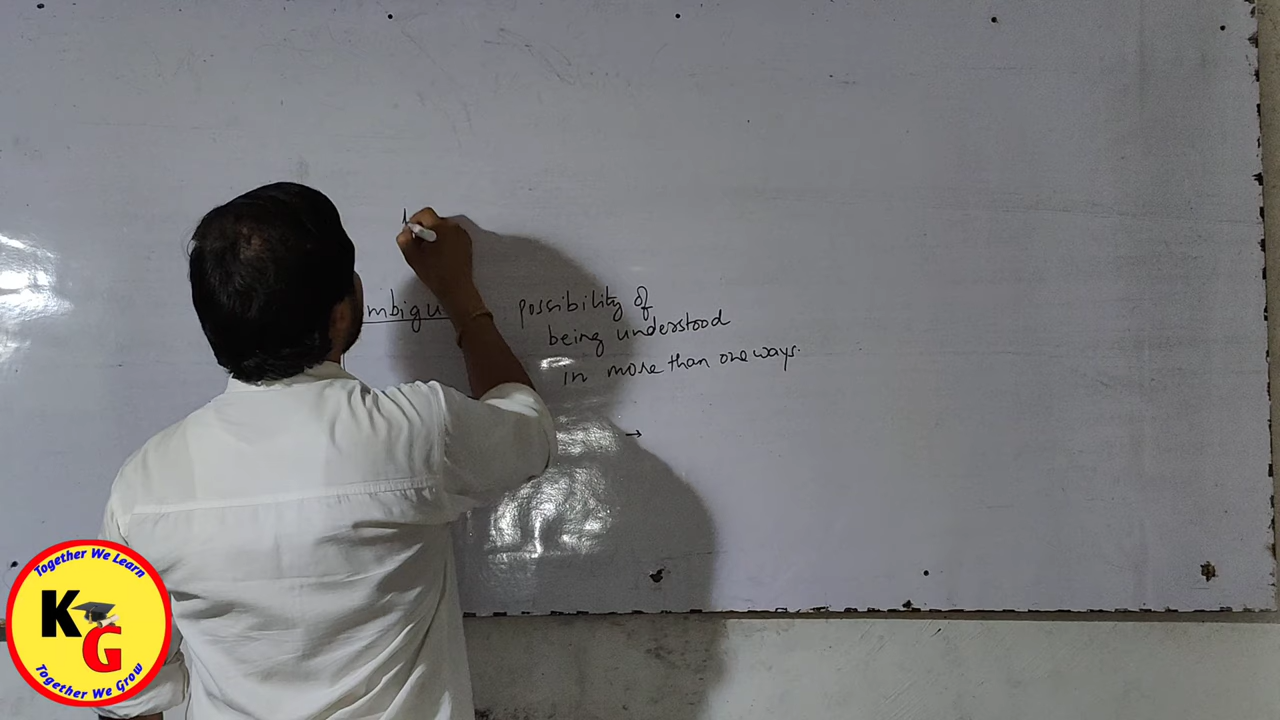 mbigu
possibility of
being understood
in more than one ways.
→
Together We Learn
KG
Together We Grow